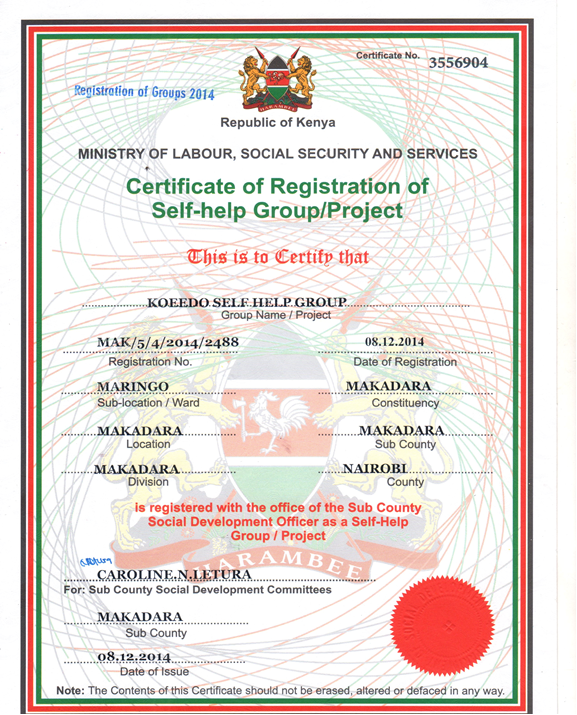 Certificate No. 3556904
Registration of Groups 2014
HARAMBEE
Republic of Kenya
MINISTRY OF LABOUR, SOCIAL SECURITY AND SERVICES
Certificate of Registration of
Self-help Group/Project
This is to Certify that
KOEEDO SELF HELP GROUP
Group Name / Project
MAK/5/4/2014/2488 08.12.2014
Registration No. Date of Registration
MARINGO MAKADARA
Sub-location / Ward Constituency
MAKADARA MAKADARA
Location Sub County
MAKADARA NAIROBI
Division County
is registered with the office of the Sub County
Social Development Officer as a Self-Help
Group / Project
HARAMBEE
CAROLINE.N.LETURA
For: Sub County Social Development Committees
MAKADARA
Sub County
08.12.2014
Date of Issue
Note: The Contents of this Certificate should not be erased, altered or defaced in any way.